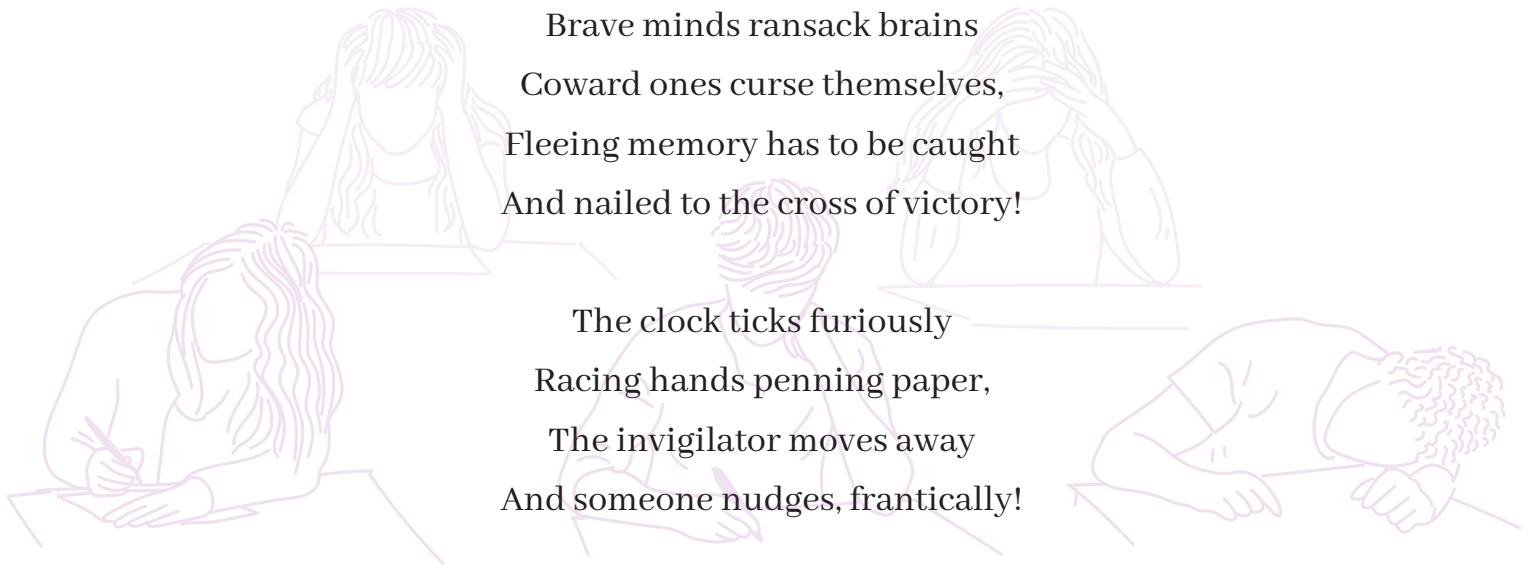 Brave minds ransack brains
Coward ones curse themselves,
Fleeing memory has to be caught
And nailed to the cross of victory!
The clock ticks furiously
Racing hands penning paper,
The invigilator moves away
And someone nudges, frantically!